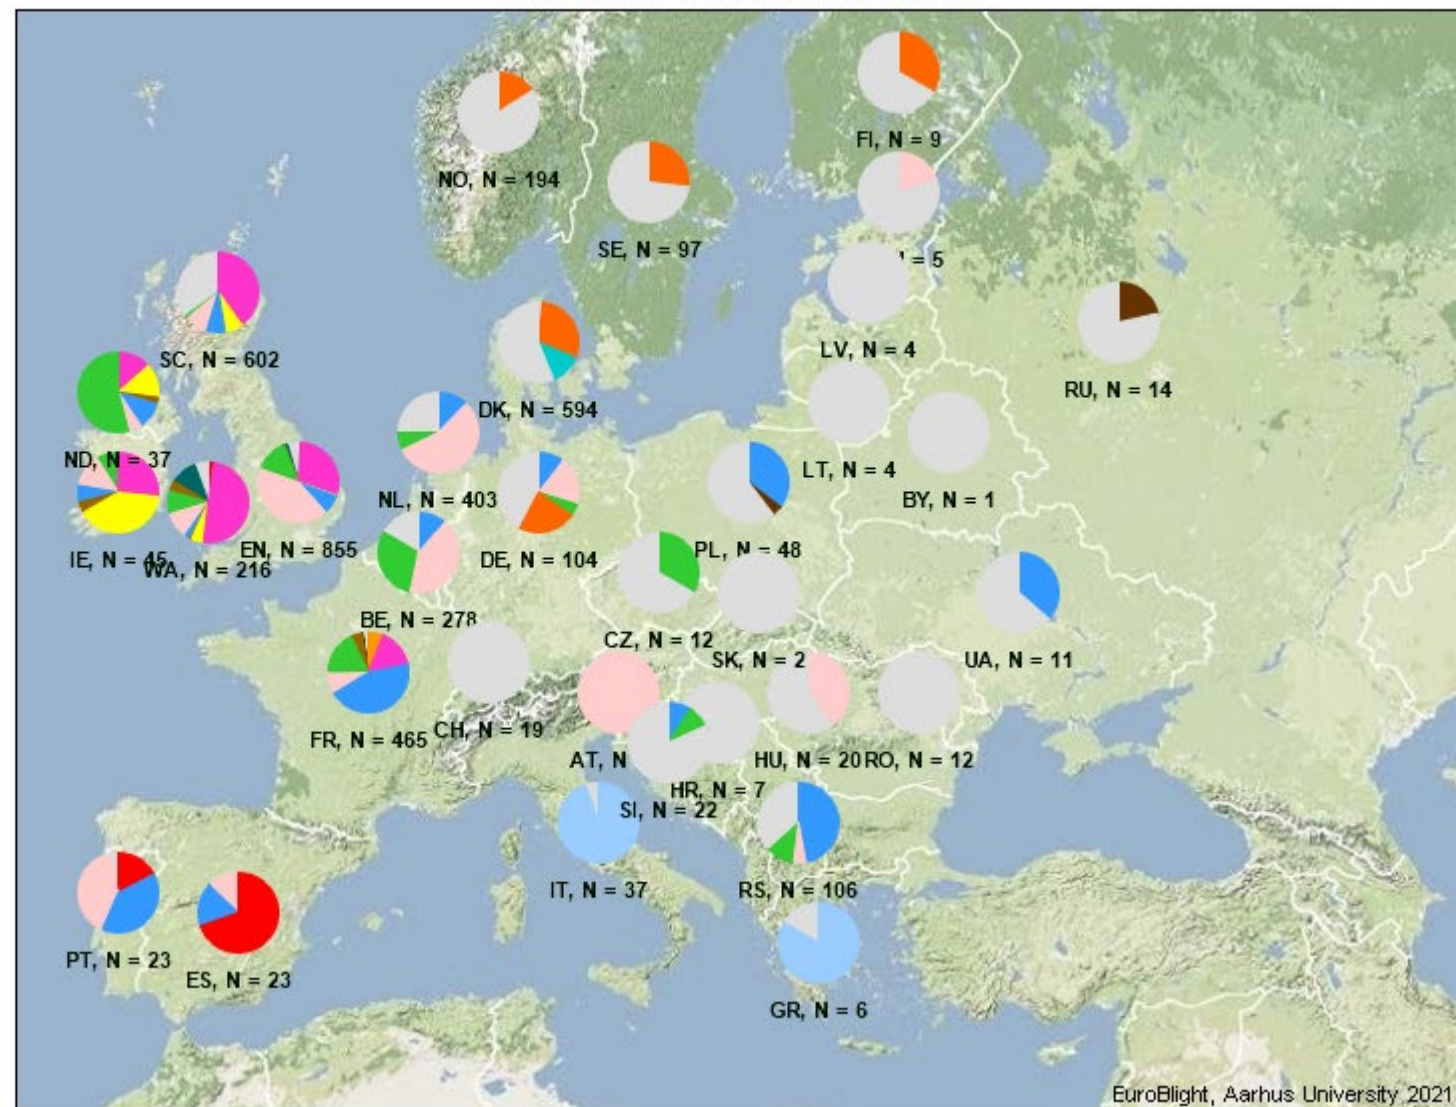 FI, N = 9
NO, N = 194
SE, N = 97
= 5
LV, N = 4
SC, N = 602
RU, N = 14
DK, N = 594
ND, N = 37
LT, N = 4
NL, N = 403
BY, N = 1
IE, N = 45
WA, N = 216
EN, N = 855
DE, N = 104
PL, N = 48
BE, N = 278
CZ, N = 12
SK, N = 2
UA, N = 11
FR, N = 465
CH, N = 19
AT, N
HU, N = 20
RO, N = 12
HR, N = 7
SI, N = 22
IT, N = 37
RS, N = 106
PT, N = 23
ES, N = 23
GR, N = 6
EuroBlight, Aarhus University, 2021